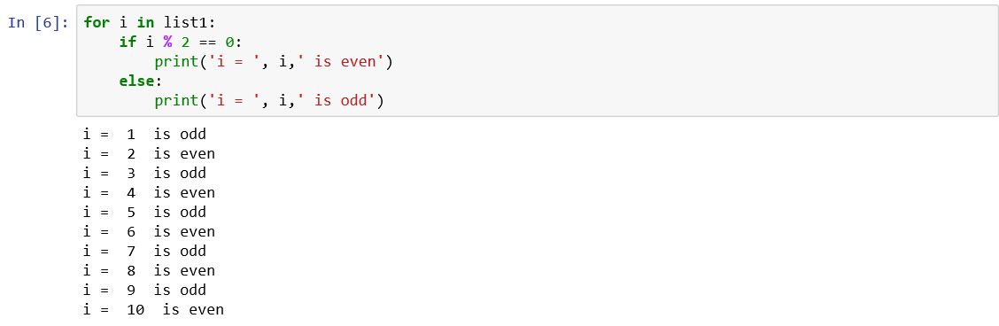 In [6]: for i in list1:
    if i % 2 == 0:
        print('i = ', i,' is even')
    else:
        print('i = ', i,' is odd')
i =  1  is odd
i =  2  is even
i =  3  is odd
i =  4  is even
i =  5  is odd
i =  6  is even
i =  7  is odd
i =  8  is even
i =  9  is odd
i =  10  is even